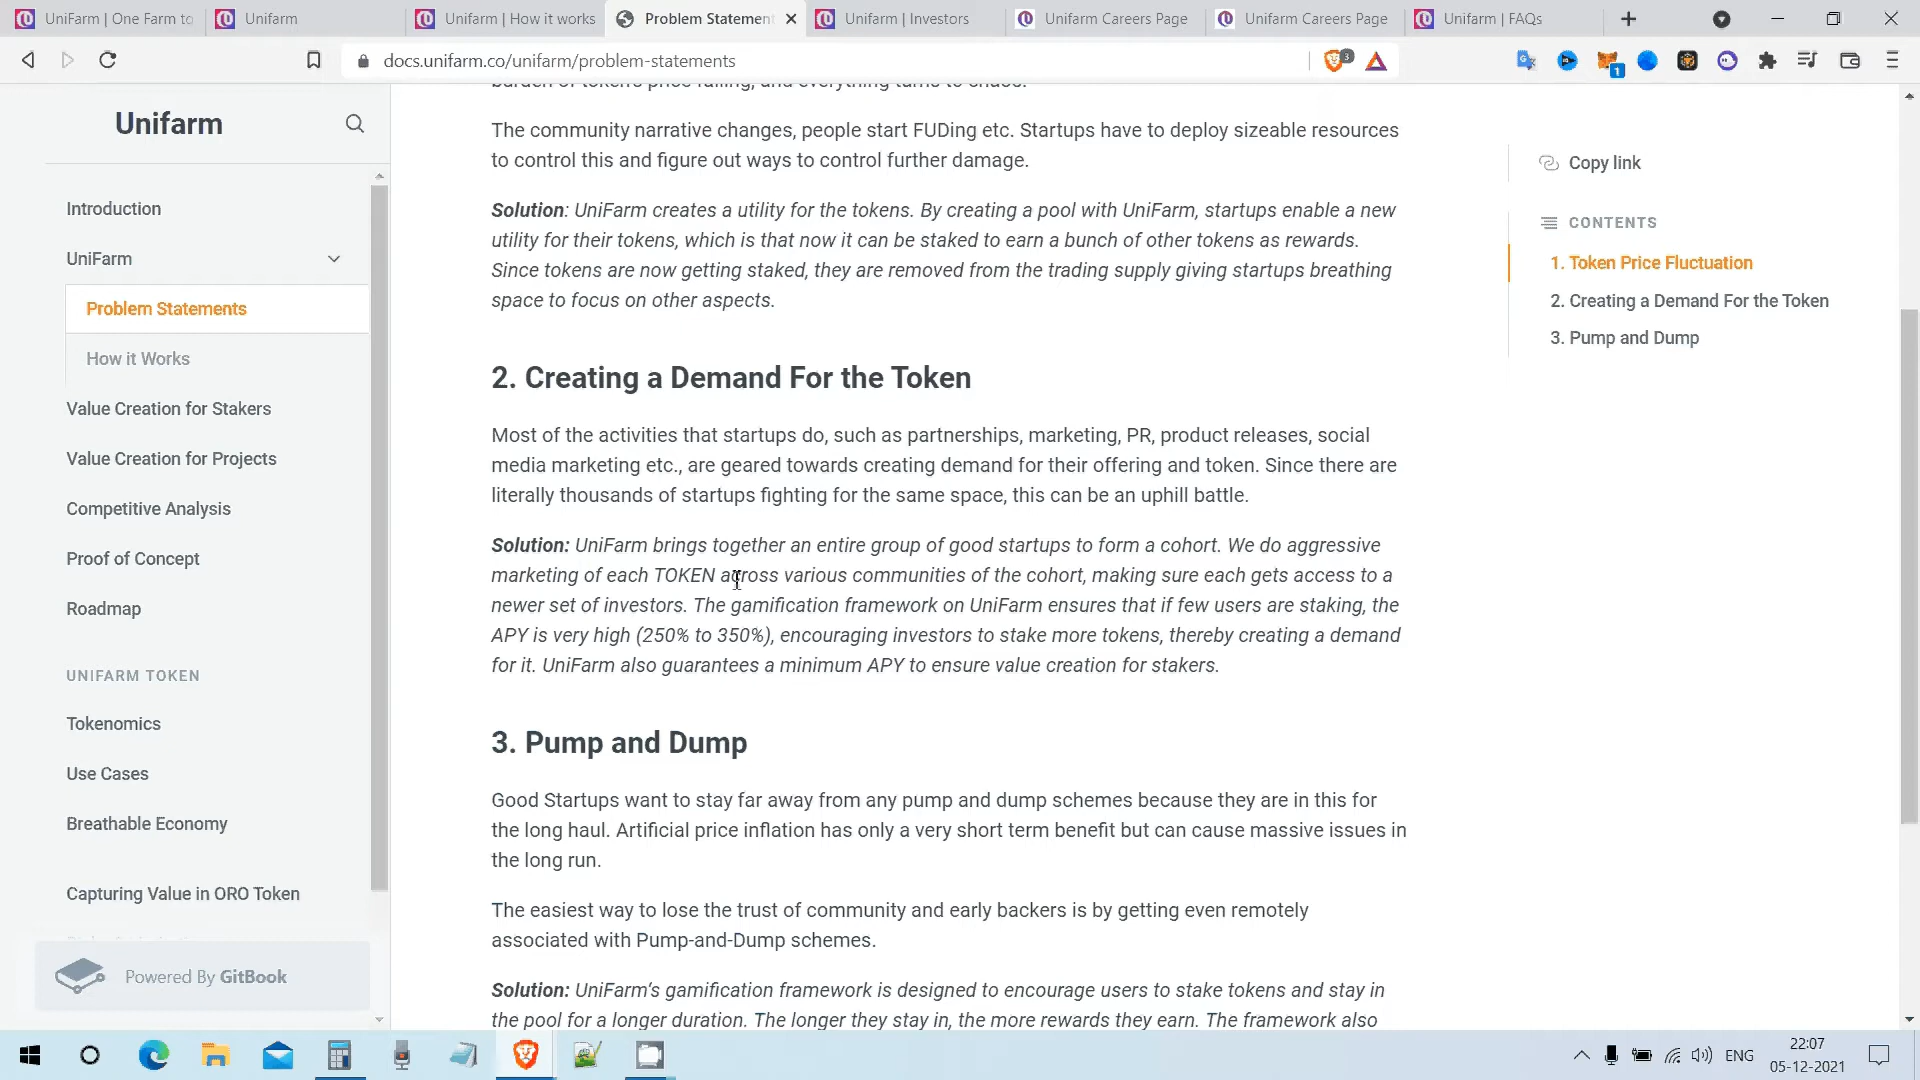 UniFarm | One Farm to
Unifarm
Unifarm | How it works
Problem Statement
Unifarm | Investors
Unifarm Careers Page
Unifarm Careers Page
Unifarm | FAQs
docs.unifarm.co/unifarm/problem-statements
3
1
Unifarm
Introduction
UniFarm
Problem Statements
How it Works
Value Creation for Stakers
Value Creation for Projects
Competitive Analysis
Proof of Concept
Roadmap
UNIFARM TOKEN
Tokenomics
Use Cases
Breathable Economy
Capturing Value in ORO Token
Powered By GitBook
burden of token's price falling, and everything turns to chaos.
The community narrative changes, people start FUDing etc. Startups have to deploy sizeable resources
to control this and figure out ways to control further damage.
Solution: UniFarm creates a utility for the tokens. By creating a pool with UniFarm, startups enable a new
utility for their tokens, which is that now it can be staked to earn a bunch of other tokens as rewards.
Since tokens are now getting staked, they are removed from the trading supply giving startups breathing
space to focus on other aspects.
2. Creating a Demand For the Token
Most of the activities that startups do, such as partnerships, marketing, PR, product releases, social
media marketing etc., are geared towards creating demand for their offering and token. Since there are
literally thousands of startups fighting for the same space, this can be an uphill battle.
Solution: UniFarm brings together an entire group of good startups to form a cohort. We do aggressive
marketing of each TOKEN across various communities of the cohort, making sure each gets access to a
newer set of investors. The gamification framework on UniFarm ensures that if few users are staking, the
APY is very high (250% to 350%), encouraging investors to stake more tokens, thereby creating a demand
for it. UniFarm also guarantees a minimum APY to ensure value creation for stakers.
3. Pump and Dump
Good Startups want to stay far away from any pump and dump schemes because they are in this for
the long haul. Artificial price inflation has only a very short term benefit but can cause massive issues in
the long run.
The easiest way to lose the trust of community and early backers is by getting even remotely
associated with Pump-and-Dump schemes.
Solution: UniFarm's gamification framework is designed to encourage users to stake tokens and stay in
the pool for a longer duration. The longer they stay in, the more rewards they earn. The framework also
Copy link
CONTENTS
1. Token Price Fluctuation
2. Creating a Demand For the Token
3. Pump and Dump
ENG
22:07
05-12-2021